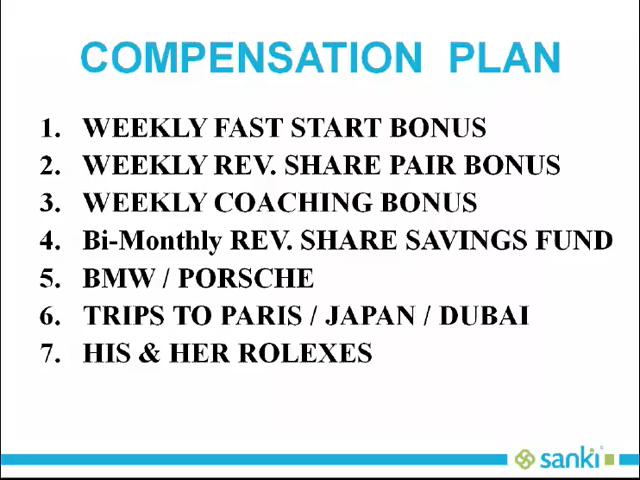 COMPENSATION PLAN
1. WEEKLY FAST START BONUS
2. WEEKLY REV. SHARE PAIR BONUS
3. WEEKLY COACHING BONUS
4. Bi-Monthly REV. SHARE SAVINGS FUND
5. BMW / PORSCHE
6. TRIPS TO PARIS / JAPAN / DUBAI
7. HIS & HER ROLEXES
sanki